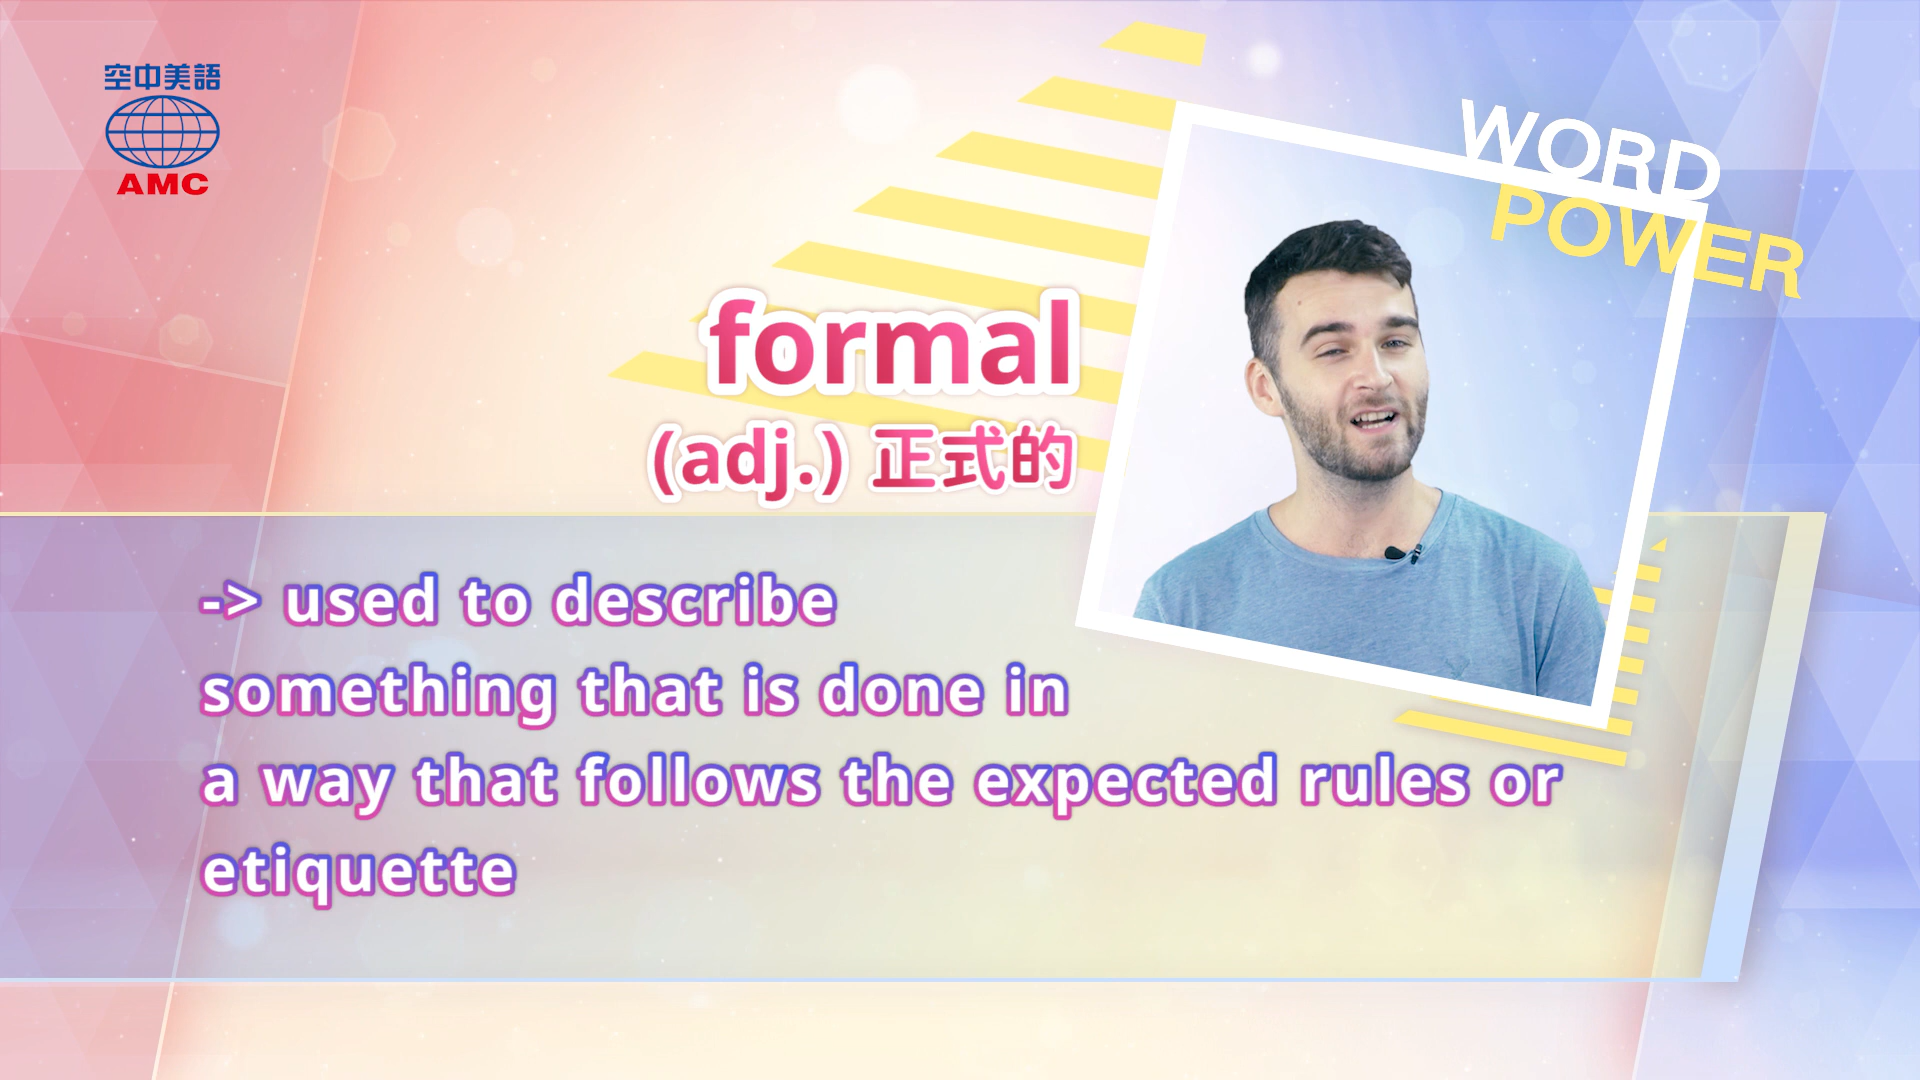 空中美語
AMC
WORD
POWER
formal
(adj.) 正式的
-> used to describe
something that is done in
a way that follows the expected rules or
etiquette